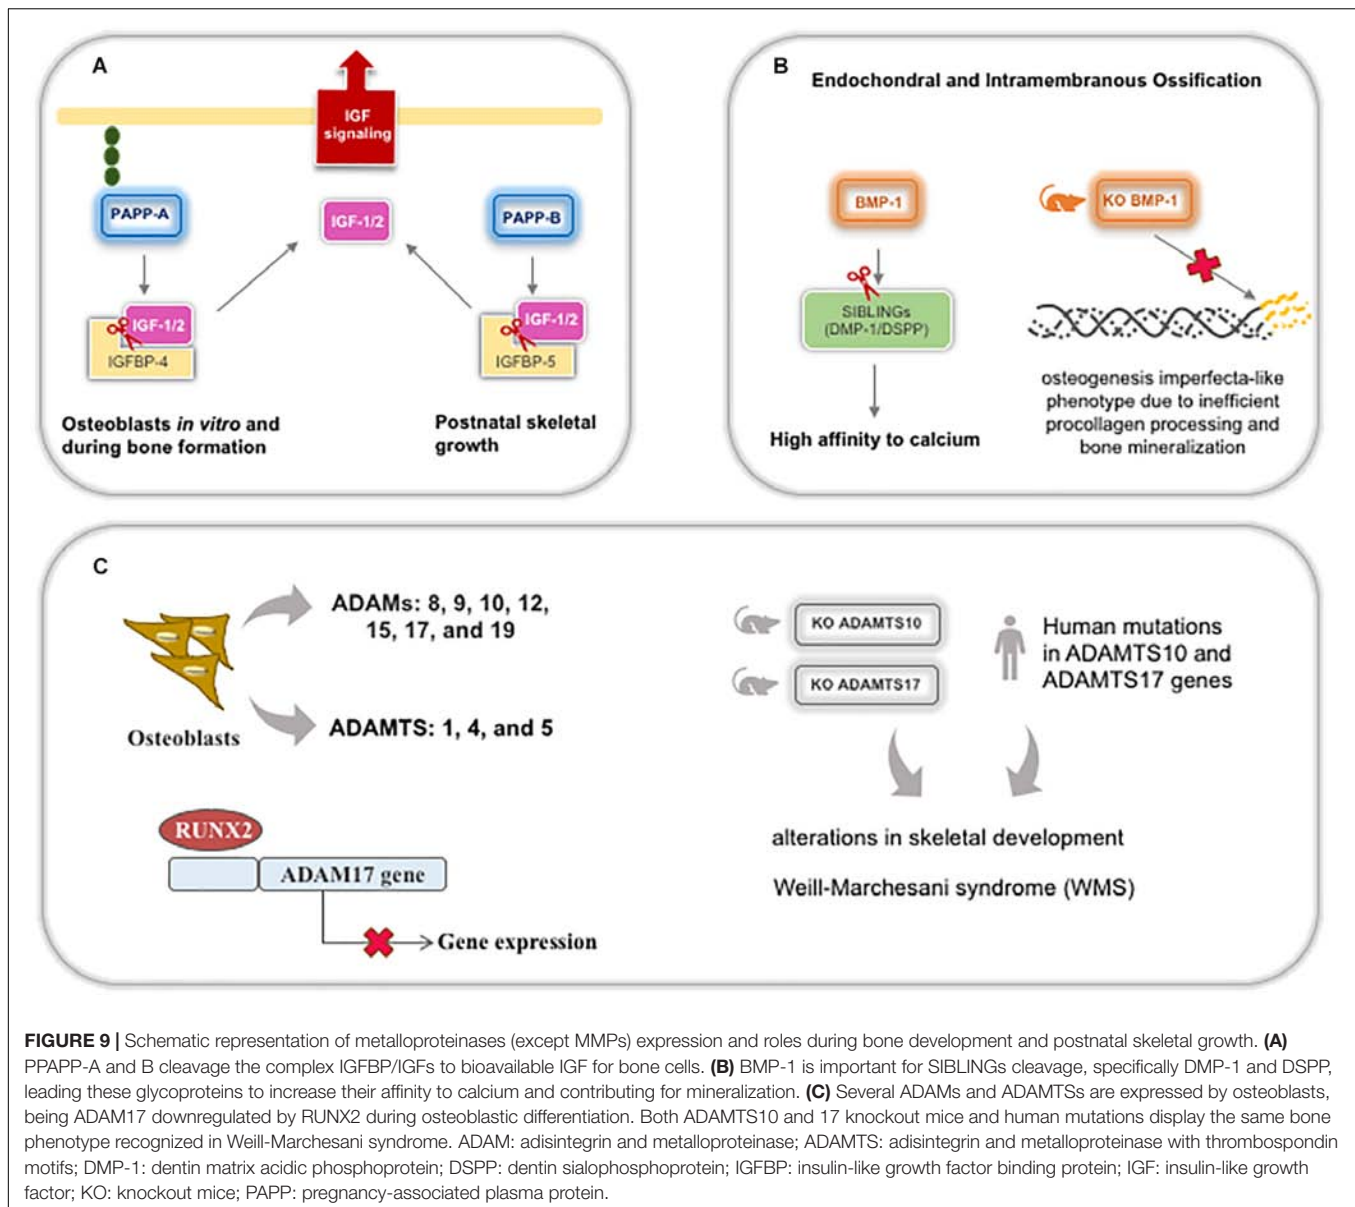 A
IGF
signaling
PAPP-A
IGF-1/2
PAPP-B
IGF-1/2
IGFBP-4
IGF-1/2
IGFBP-5
Osteoblasts in vitro and
during bone formation
Postnatal skeletal
growth
B
Endochondral and Intramembranous Ossification
BMP-1
KO BMP-1
SIBLINGs
(DMP-1/DSPP)
High affinity to calcium
osteogenesis imperfecta-like
phenotype due to inefficient
procollagen processing and
bone mineralization
C
Osteoblasts
ADAMs: 8, 9, 10, 12,
15, 17, and 19
ADAMTS: 1, 4, and 5
RUNX2
ADAM17 gene
Gene expression
KO ADAMTS10
KO ADAMTS17
Human mutations
in ADAMTS10 and
ADAMTS17 genes
alterations in skeletal development
Weill-Marchesani syndrome (WMS)
FIGURE 9 | Schematic representation of metalloproteinases (except MMPs) expression and roles during bone development and postnatal skeletal growth. (A)
PPAPP-A and B cleavage the complex IGFBP/IGFs to bioavailable IGF for bone cells. (B) BMP-1 is important for SIBLINGs cleavage, specifically DMP-1 and DSPP,
leading these glycoproteins to increase their affinity to calcium and contributing for mineralization. (C) Several ADAMs and ADAMTSs are expressed by osteoblasts,
being ADAM17 downregulated by RUNX2 during osteoblastic differentiation. Both ADAMTS10 and 17 knockout mice and human mutations display the same bone
phenotype recognized in Weill-Marchesani syndrome. ADAM: adisintegrin and metalloproteinase; ADAMTS: adisintegrin and metalloproteinase with thrombospondin
motifs; DMP-1: dentin matrix acidic phosphoprotein; DSPP: dentin sialophosphoprotein; IGFBP: insulin-like growth factor binding protein; IGF: insulin-like growth
factor; KO: knockout mice; PAPP: pregnancy-associated plasma protein.